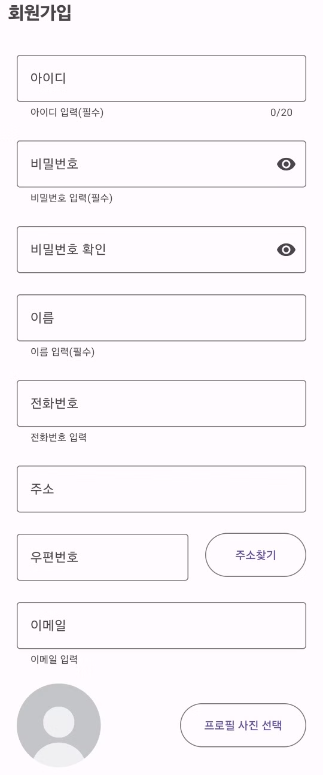 회원가입
아이디
아이디 입력(필수) 0/20
비밀번호
비밀번호 입력(필수)
비밀번호 확인
이름
이름 입력(필수)
전화번호
전화번호 입력
주소
우편번호 주소찾기
이메일
이메일 입력
프로필 사진 선택